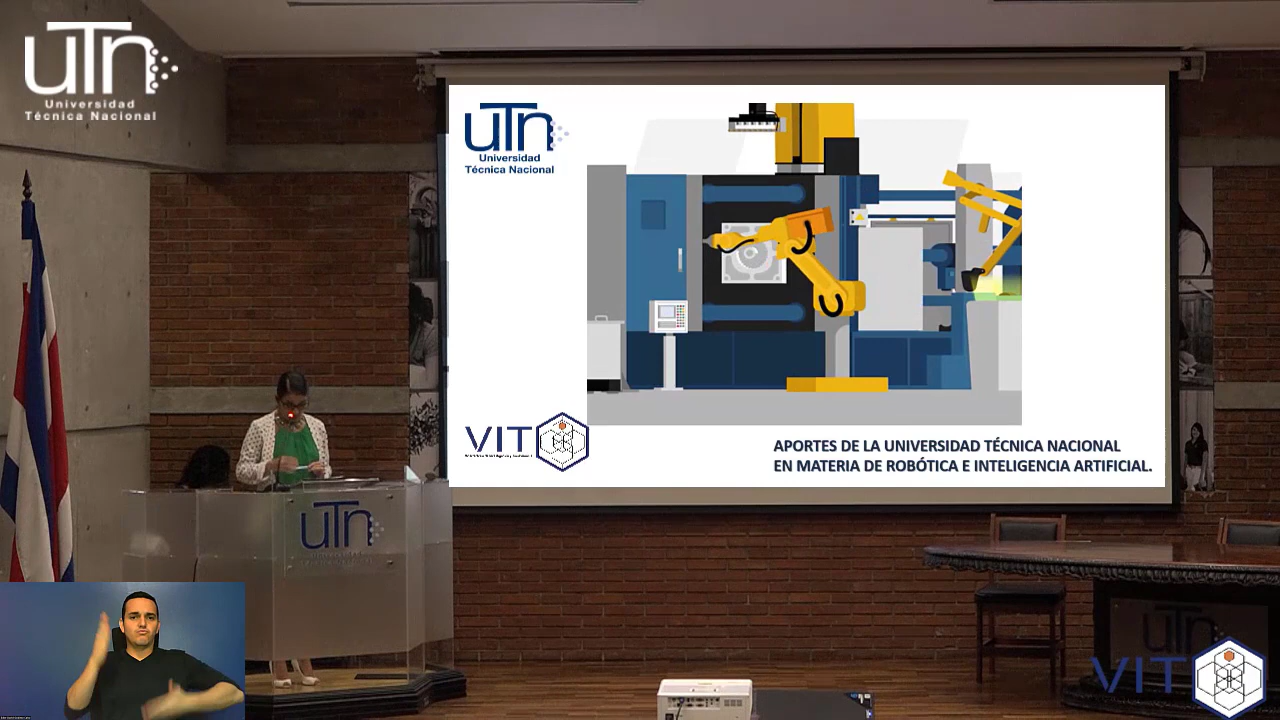 uTn
Universidad
Técnica Nacional
uTn
Universidad
Técnica Nacional
VIT
APORTES DE LA UNIVERSIDAD TÉCNICA NACIONAL
EN MATERIA DE ROBÓTICA E INTELIGENCIA ARTIFICIAL.
uTn
uTn
VIT